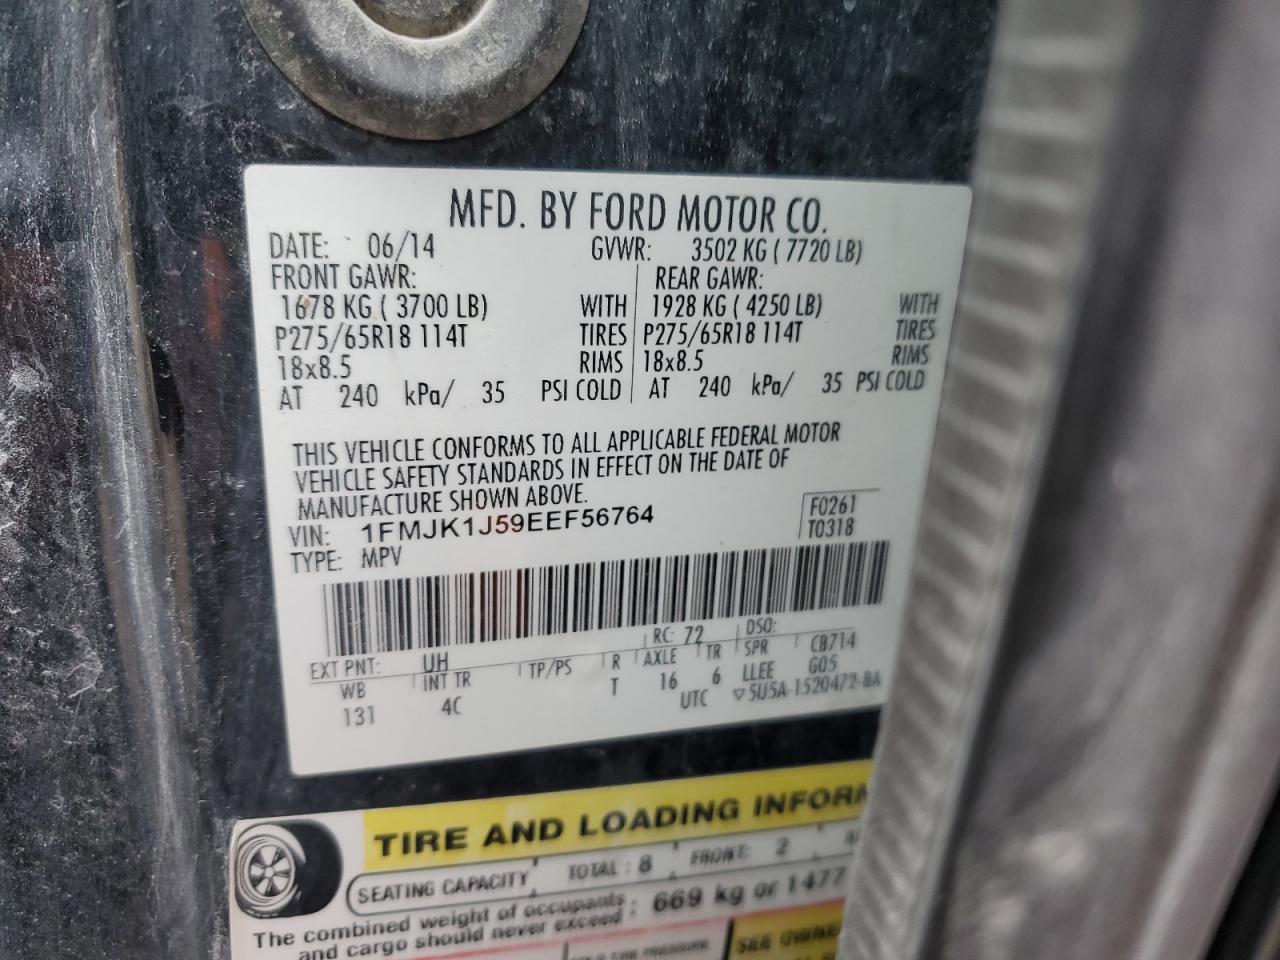 MFD. BY FORD MOTOR CO.
DATE: 06/14 GVWR: 3502 KG ( 7720 LB)
FRONT GAWR: REAR GAWR:
1678 KG ( 3700 LB) WITH 1928 KG ( 4250 LB) WITH
P275/65R18 114T TIRES P275/65R18 114T TIRES
18x8.5 RIMS 18x8.5 RIMS
AT 240 kPa/ 35 PSI COLD AT 240 kPa/ 35 PSI COLD
THIS VEHICLE CONFORMS TO ALL APPLICABLE FEDERAL MOTOR
VEHICLE SAFETY STANDARDS IN EFFECT ON THE DATE OF
MANUFACTURE SHOWN ABOVE.
VIN: 1FMJK1J59EEF56764 F0261
TYPE: MPV T0318
EXT PNT: UH RC: 72 DSO:
WB INT TR TP/PS R AXLE TR SPR CB714
131 4C T 16 6 LLEE G05
UTC ▽5U5A-1520472-BA
TIRE AND LOADING INFORM
SEATING CAPACITY TOTAL : 8 FRONT: 2
The combined weight of occupants : 669 kg or 1477
and cargo should never exceed :
SEE OWNE